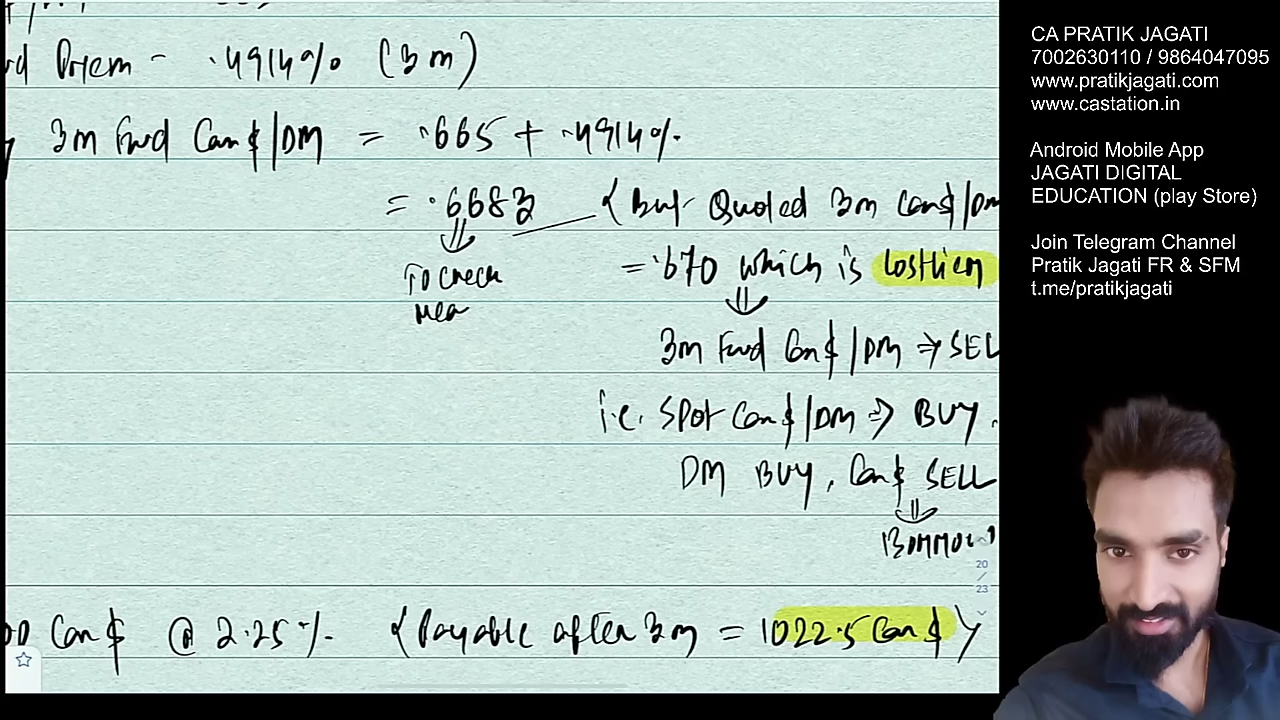 Prem - .4914% (3m)
3m Fwd Can$/DM = .665 + .4914%
= .6683 { But Quoted 3m Can$/DM
= .670 which is costlier
To check
3m Fwd Can$/DM ⇒ SELL
i.e. Spot Can$/DM ⇒ BUY.
DM BUY, Can$ SELL
Borrow
Can$ @ 2.25% { Payable after 3m = 1022.5 Can$ }
20
/
23
CA PRATIK JAGATI
7002630110 / 9864047095
www.pratikjagati.com
www.castation.in
Android Mobile App
JAGATI DIGITAL
EDUCATION (play Store)
Join Telegram Channel
Pratik Jagati FR & SFM
t.me/pratikjagati